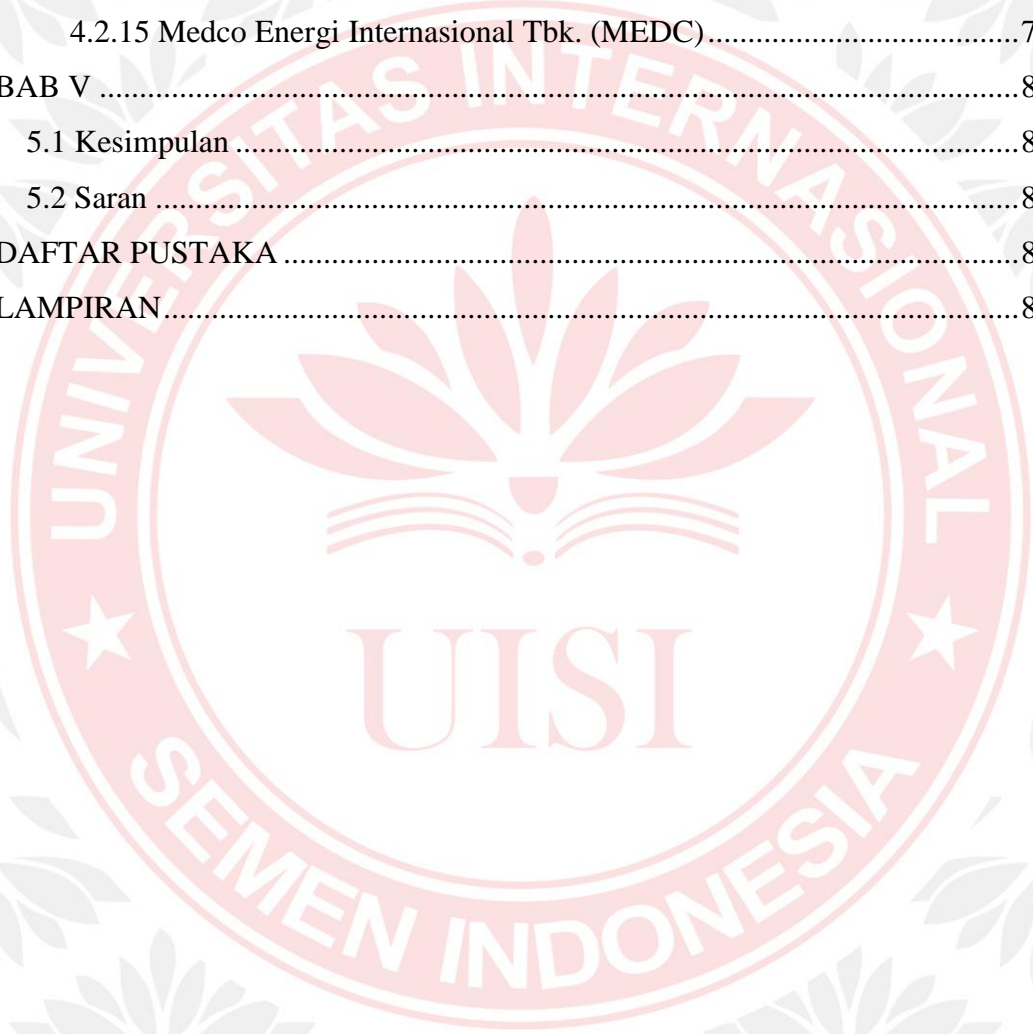 4.2.15 Medco Energi Internasional Tbk. (MEDC)....................................7
BAB V ..........................................................................................................8
5.1 Kesimpulan ..........................................................................................8
5.2 Saran ...................................................................................................8
DAFTAR PUSTAKA .....................................................................................8
LAMPIRAN...................................................................................................8
UNIVERSITAS INTERNASIONAL
UISI
SEMEN INDONESIA